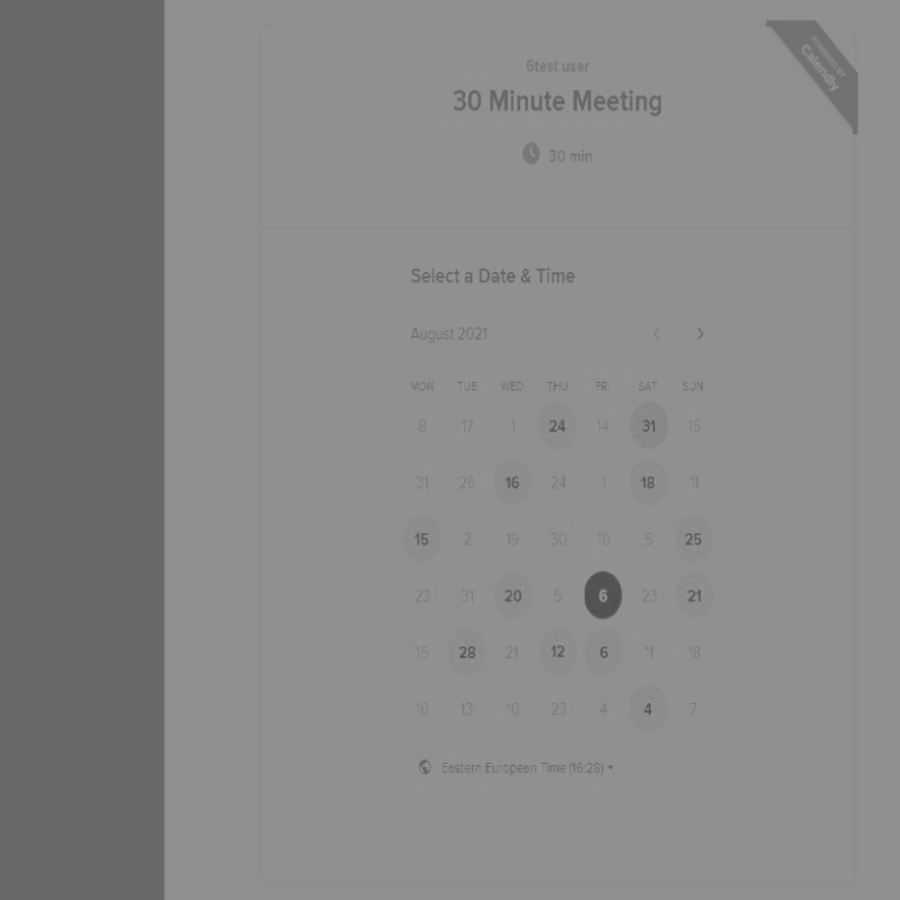 POWERED BY
Calendly
6test user
30 Minute Meeting
30 min
Select a Date & Time
August 2021
MON TUE WED THU FRI SAT SUN
8 17 1 24 14 31 15
31 26 16 24 1 18 11
15 2 19 30 10 5 25
23 31 20 5 6 23 21
15 28 21 12 6 11 18
10 13 10 23 4 4 7
Eastern European Time (16:28)